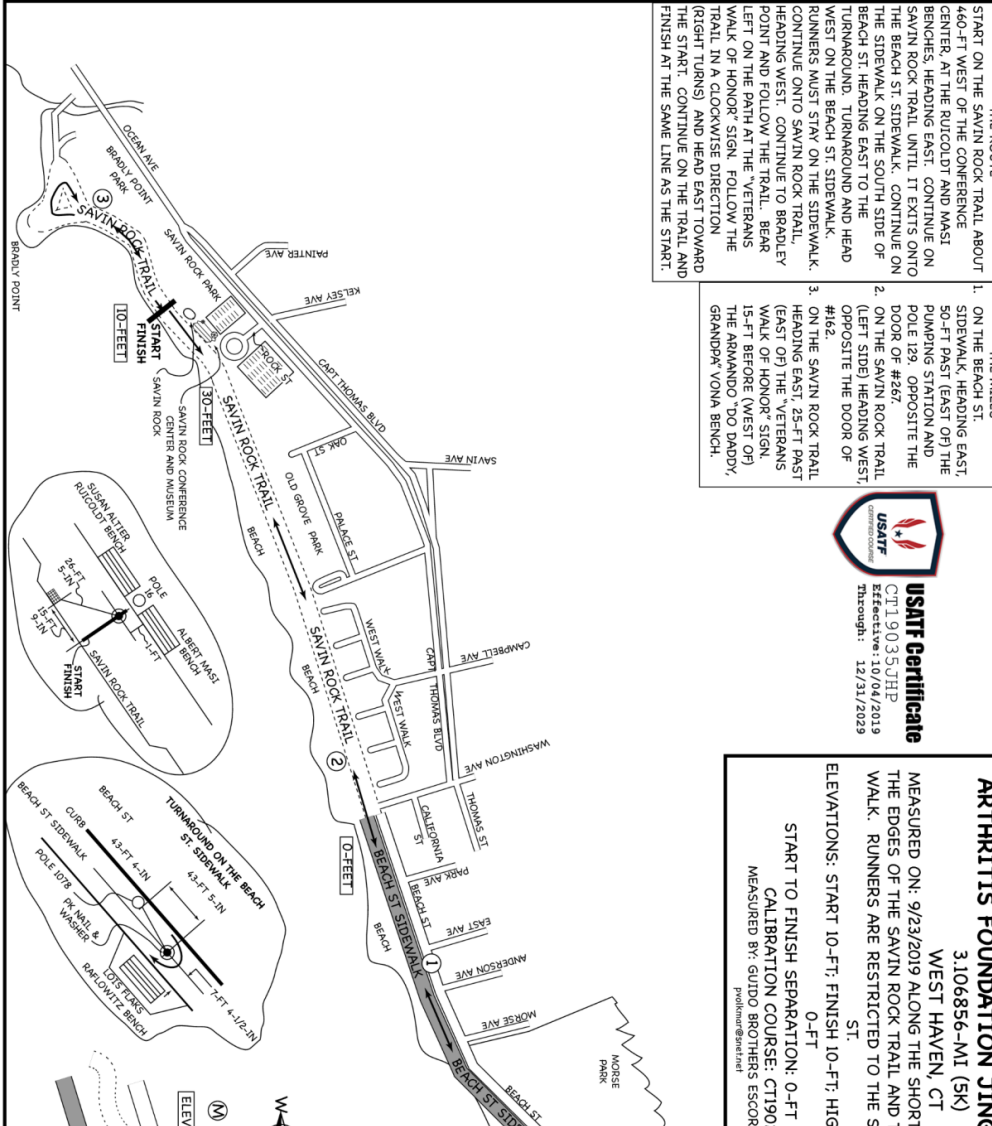 START ON THE SAVIN ROCK TRAIL ABOUT
460-FT WEST OF THE CONFERENCE
CENTER, AT THE RUICOLDT AND MASI
BENCHES, HEADING EAST. CONTINUE ON
SAVIN ROCK TRAIL UNTIL IT EXITS ONTO
THE BEACH ST. SIDEWALK. CONTINUE ON
THE SIDEWALK ON THE SOUTH SIDE OF
BEACH ST. HEADING EAST TO THE
TURNAROUND. TURNAROUND AND HEAD
WEST ON THE BEACH ST. SIDEWALK.
RUNNERS MUST STAY ON THE SIDEWALK.
CONTINUE ONTO SAVIN ROCK TRAIL,
HEADING WEST. CONTINUE TO BRADLEY
POINT AND FOLLOW THE TRAIL. BEAR
LEFT ON THE PATH AT THE "VETERANS
WALK OF HONOR" SIGN. FOLLOW THE
TRAIL IN A CLOCKWISE DIRECTION
(RIGHT TURNS) AND HEAD EAST TOWARD
THE START. CONTINUE ON THE TRAIL AND
FINISH AT THE SAME LINE AS THE START.
1. ON THE BEACH ST.
SIDEWALK, HEADING EAST,
50-FT PAST (EAST OF) THE
PUMPING STATION AND
POLE 129. OPPOSITE THE
DOOR OF #267.
2. ON THE SAVIN ROCK TRAIL
(LEFT SIDE) HEADING WEST,
OPPOSITE THE DOOR OF
#162.
3. ON THE SAVIN ROCK TRAIL
HEADING EAST, 25-FT PAST
(EAST OF) THE "VETERANS
WALK OF HONOR" SIGN.
15-FT BEFORE (WEST OF)
THE ARMANDO "DO DADDY,
GRANDPA" VONA BENCH.
USATF
CERTIFIED COURSE
USATF Certificate
CT19035JHP
Effective:10/04/2019
Through: 12/31/2029
ARTHRITIS FOUNDATION
3.106856-MI (5K)
WEST HAVEN, CT
MEASURED ON: 9/23/2019 ALONG THE
THE EDGES OF THE SAVIN ROCK TRAIL AND
WALK. RUNNERS ARE RESTRICTED TO THE
ST.
ELEVATIONS: START 10-FT; FINISH 10-FT;
0-FT
START TO FINISH SEPARATION: 0-FT
CALIBRATION COURSE:
MEASURED BY: GUIDO BROTHERS
pvolkmar@snet.net
OCEAN AVE
BRADLY POINT
PARK
3
SAVIN ROCK TRAIL
BRADLY POINT
SAVIN ROCK PARK
PAINTER AVE
KELSEY AVE
START
FINISH
10-FEET
SAVIN ROCK
SAVIN ROCK CONFERENCE
CENTER AND MUSEUM
30-FEET
ROCK ST
CAPT THOMAS BLVD
SAVIN AVE
OAK ST
PALACE ST
OLD GROVE PARK
SAVIN ROCK TRAIL
BEACH
WEST WALK
WEST WALK
CAPT THOMAS BLVD
CAMPBELL AVE
SAVIN ROCK TRAIL
BEACH
2
WASHINGTON AVE
THOMAS ST
CALIFORNIA
ST
PARK AVE
0-FEET
BEACH ST
BEACH ST SIDEWALK
BEACH
EAST AVE
1
ANDERSON AVE
MORSE AVE
MORSE
PARK
BEACH ST
BEACH ST
SUSAN ALTIER
RUICOLDT BENCH
POLE
16
ALBERT MASI
BENCH
26-FT
5-IN
1-FT
15-FT
9-IN
START
FINISH
SAVIN ROCK TRAIL
TURNAROUND ON THE BEACH
ST. SIDEWALK
BEACH ST
CURB
43-FT 4-IN
43-FT 5-IN
BEACH ST SIDEWALK
POLE 1078
PK NAIL &
WASHER
LOIS FLAKS
RAFLOWITZ BENCH
7-FT 4-1/2-IN
W
M